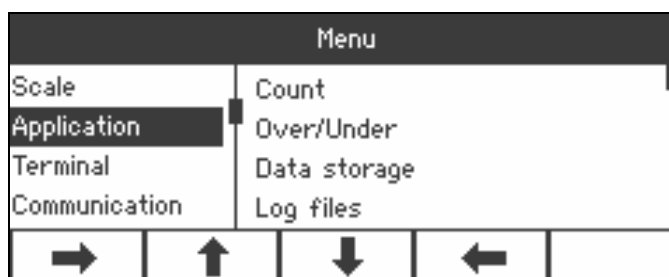 Menu
Scale
Application
Terminal
Communication
Count
Over/Under
Data storage
Log files